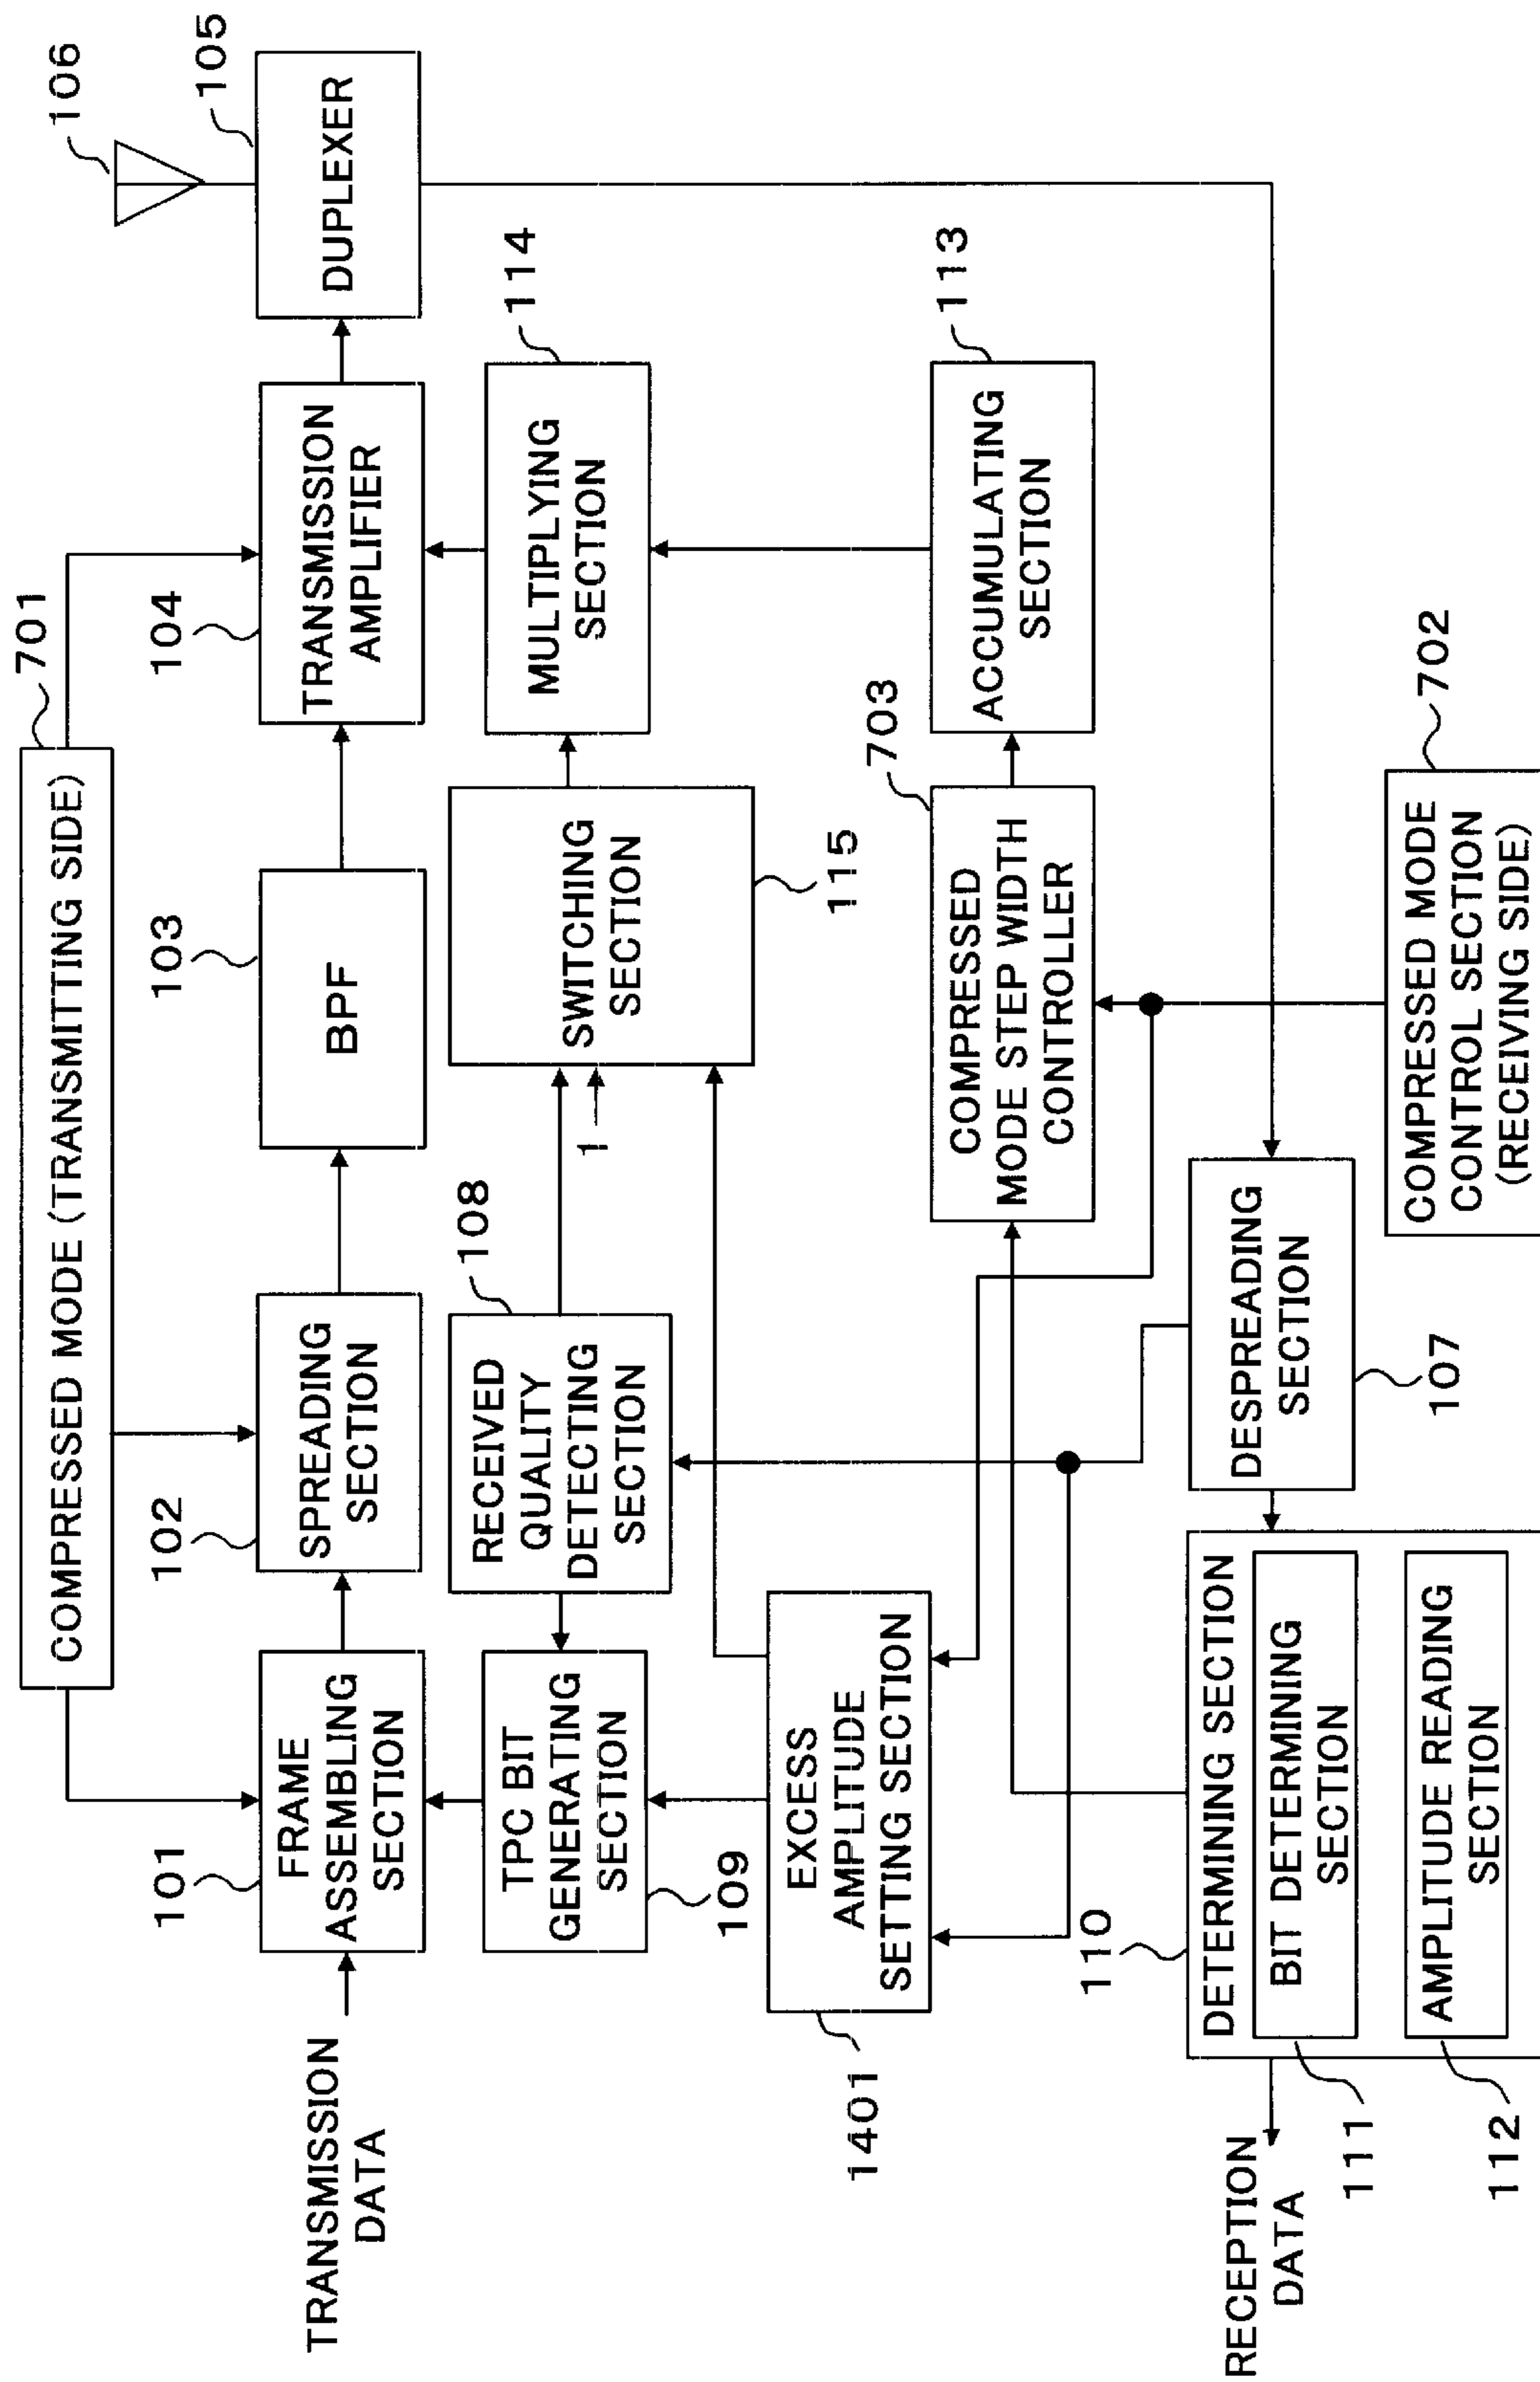 COMPRESSED MODE (TRANSMITTING SIDE)
701
106
101
FRAME
ASSEMBLING
SECTION
102
SPREADING
SECTION
103
BPF
104
TRANSMISSION
AMPLIFIER
105
DUPLEXER
TRANSMISSION
DATA
TPC BIT
GENERATING
SECTION
109
RECEIVED
QUALITY
DETECTING
SECTION
108
1
SWITCHING
SECTION
115
MULTIPLYING
SECTION
114
EXCESS
AMPLITUDE
SETTING SECTION
1401
COMPRESSED
MODE STEP WIDTH
CONTROLLER
703
ACCUMULATING
SECTION
113
110
DETERMINING SECTION
BIT DETERMINING
SECTION
111
AMPLITUDE READING
SECTION
112
DESPREADING
SECTION
107
RECEPTION
DATA
COMPRESSED MODE
CONTROL SECTION
(RECEIVING SIDE)
702